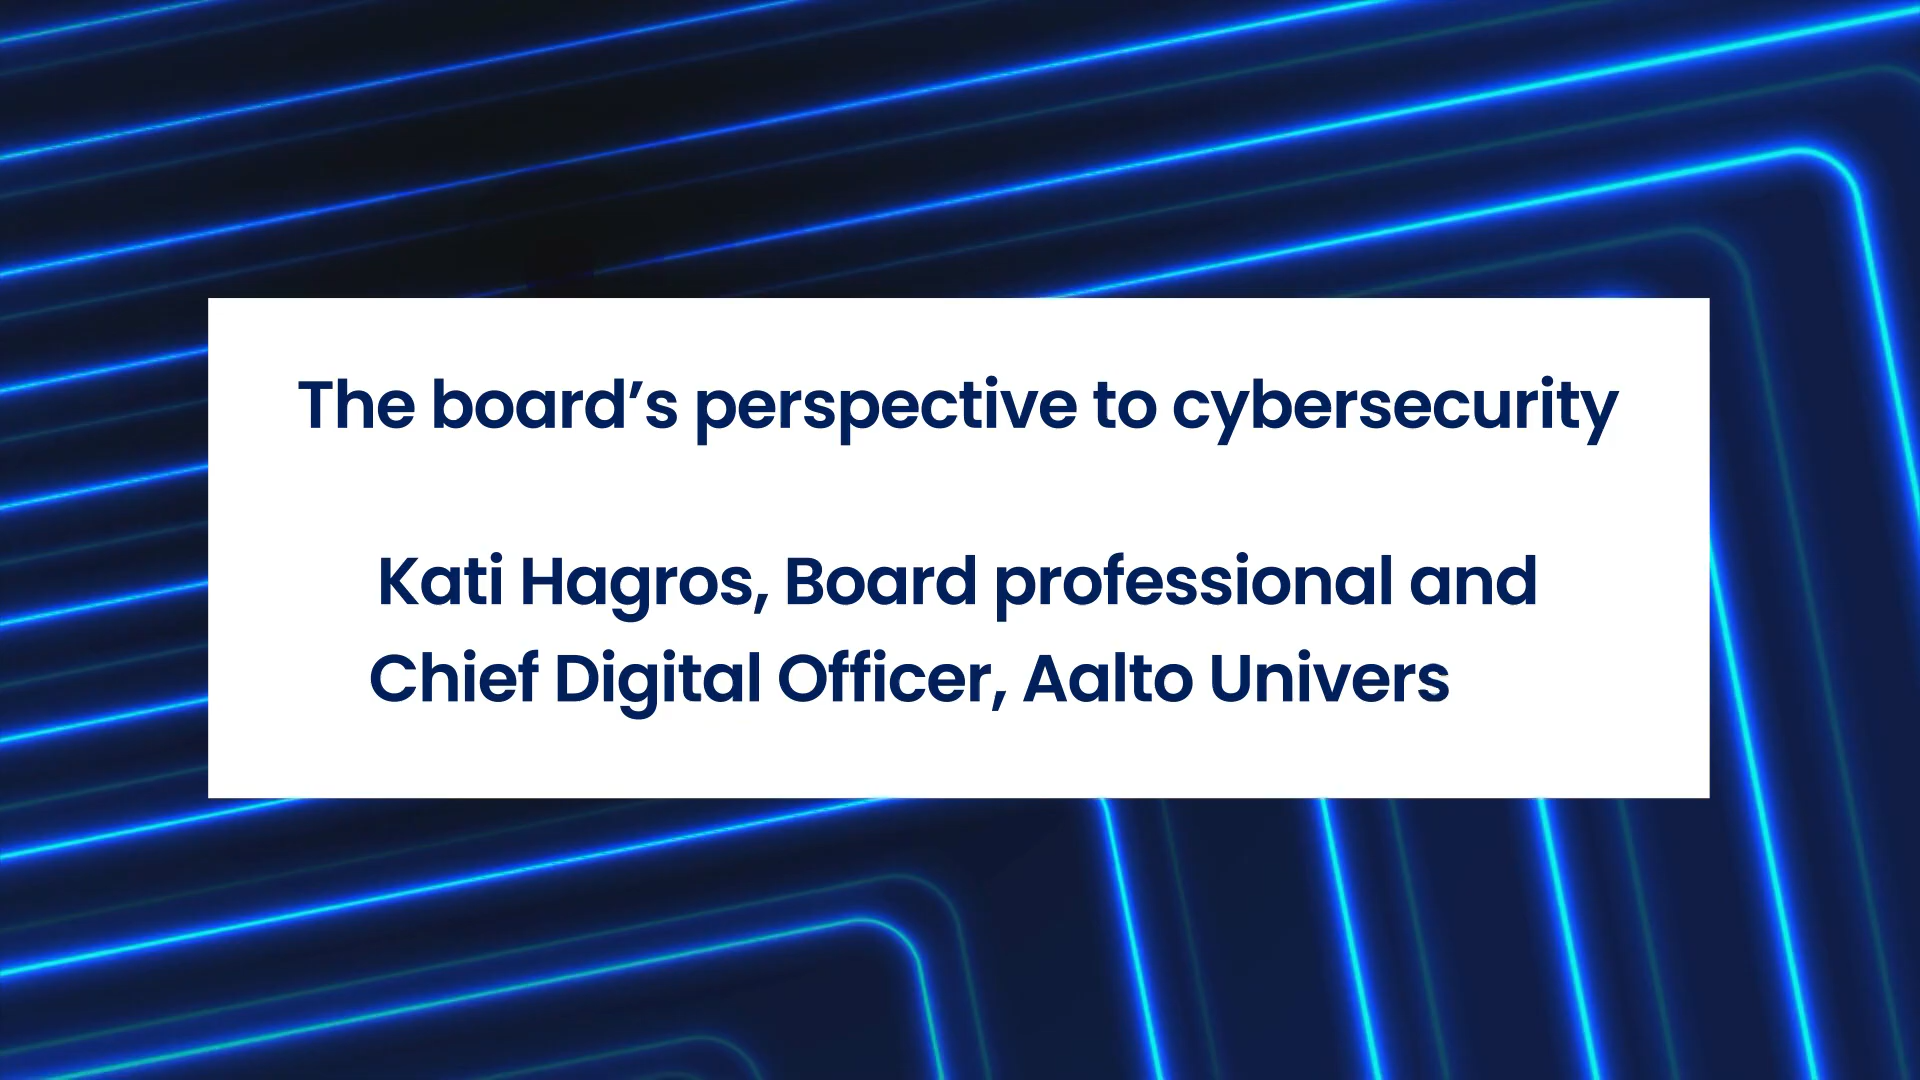 The board’s perspective to cybersecurity
Kati Hagros, Board professional and
Chief Digital Officer, Aalto Univers